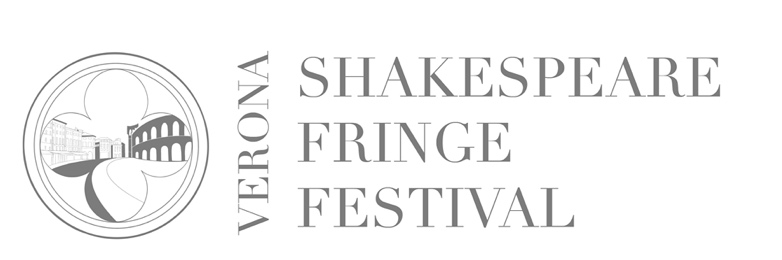 VERONA
SHAKESPEARE
FRINGE
FESTIVAL